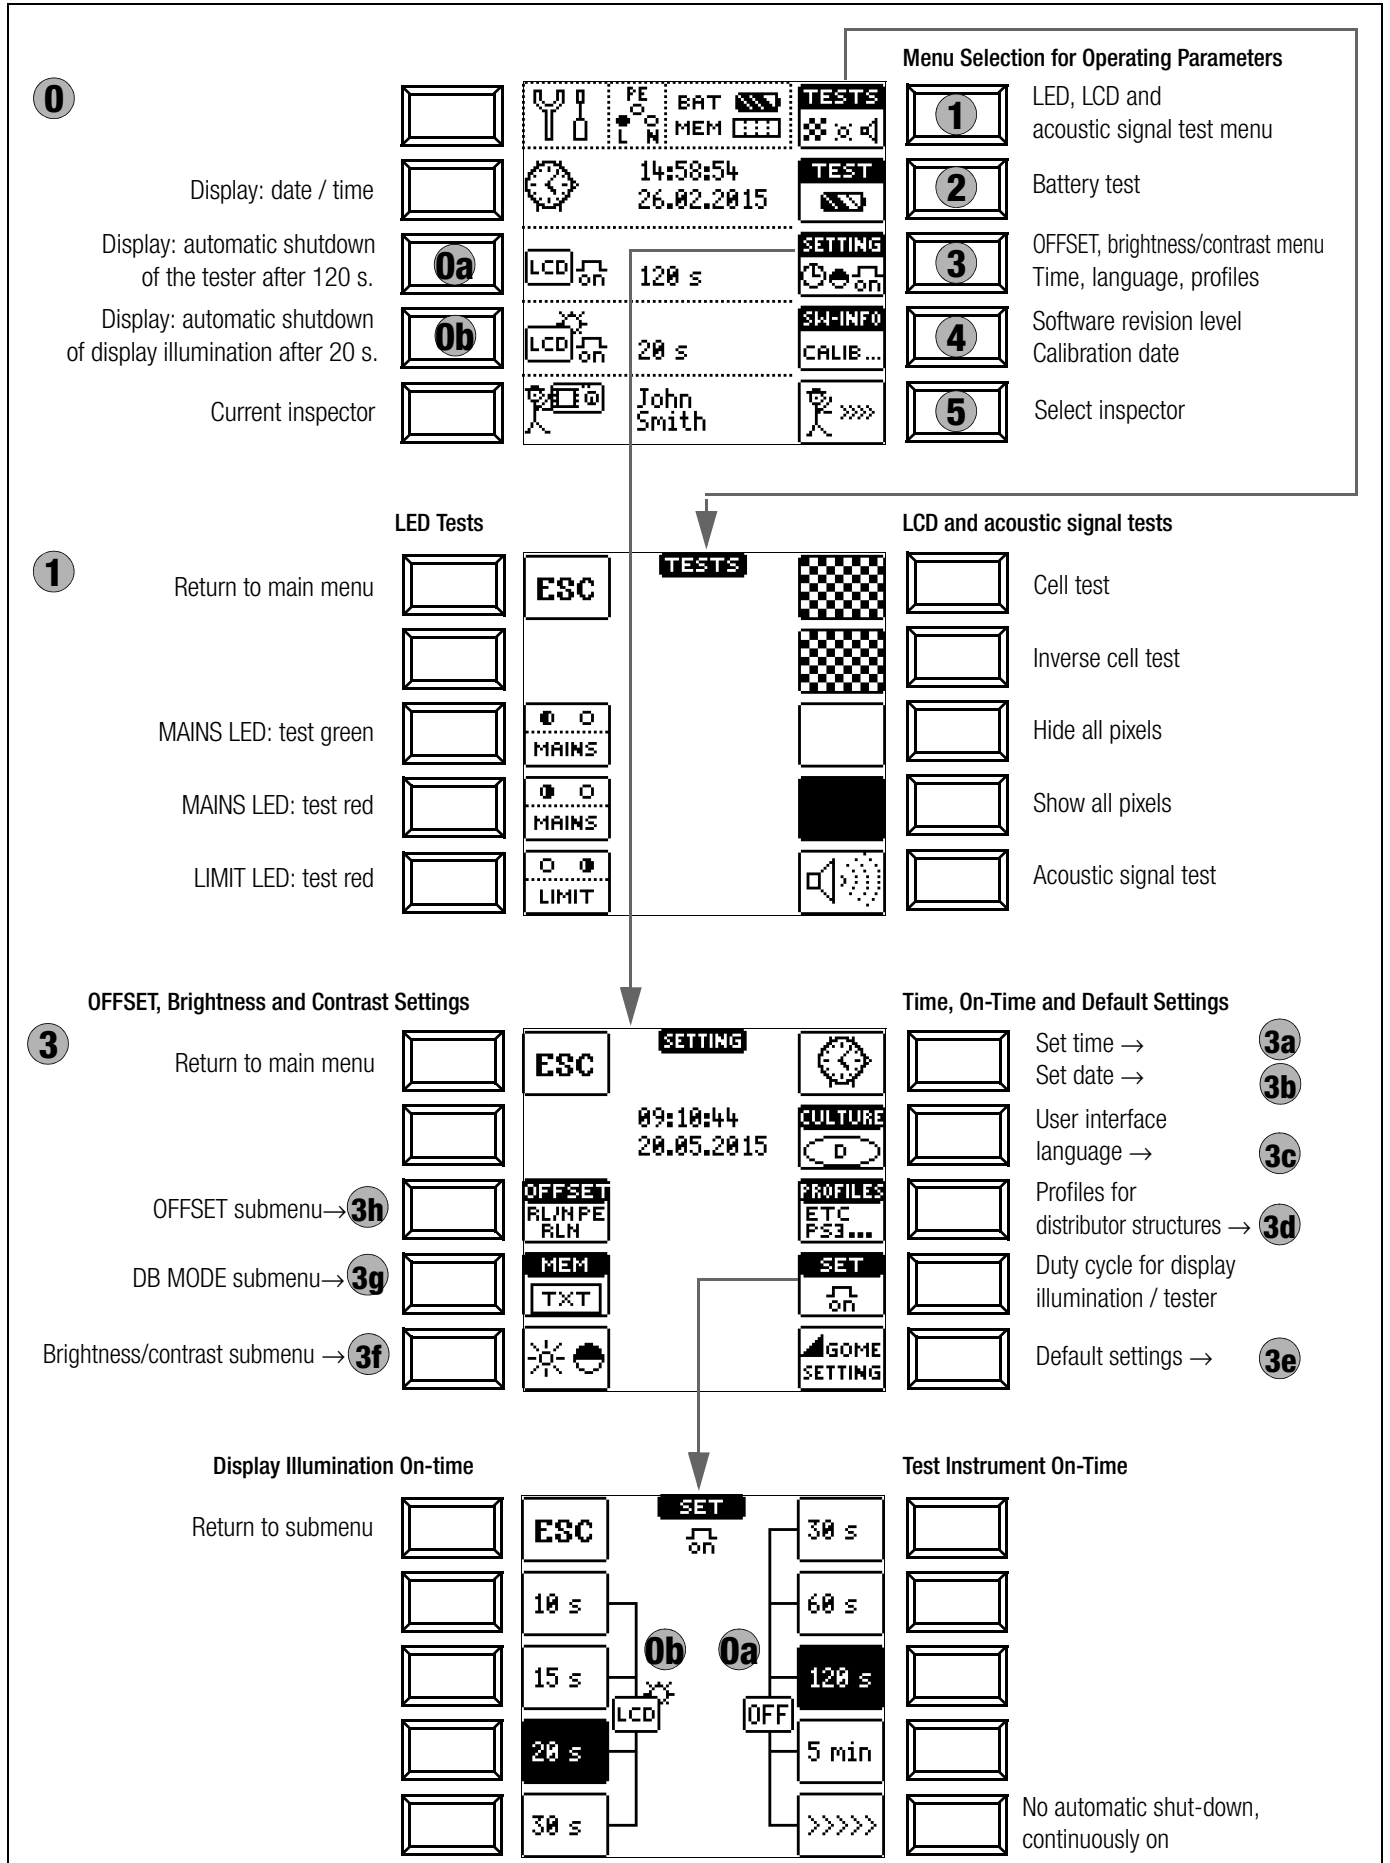 Menu Selection for Operating Parameters
0
PE
L N
BAT
MEM
TESTS
1
LED, LCD and
acoustic signal test menu
Display: date / time
14:58:54
26.02.2015
TEST
2
Battery test
Display: automatic shutdown
of the tester after 120 s.
0a
LCD on
120 s
SETTING
on
3
OFFSET, brightness/contrast menu
Time, language, profiles
Display: automatic shutdown
of display illumination after 20 s.
0b
LCD on
20 s
SW-INFO
CALIB...
4
Software revision level
Calibration date
Current inspector
John
Smith
>>>>
5
Select inspector
LED Tests
LCD and acoustic signal tests
1
Return to main menu
ESC
TESTS
Cell test
Inverse cell test
MAINS LED: test green
MAINS
Hide all pixels
MAINS LED: test red
MAINS
Show all pixels
LIMIT LED: test red
LIMIT
Acoustic signal test
OFFSET, Brightness and Contrast Settings
Time, On-Time and Default Settings
3
Return to main menu
ESC
SETTING
Set time → 3a
Set date → 3b
09:10:44
20.05.2015
CULTURE
D
User interface
language → 3c
OFFSET submenu→ 3h
OFFSET
RL/NPE
RLN
PROFILES
ETC
PS3...
Profiles for
distributor structures → 3d
DB MODE submenu→ 3g
MEM
TXT
SET
on
Duty cycle for display
illumination / tester
Brightness/contrast submenu → 3f
GOME
SETTING
Default settings → 3e
Display Illumination On-time
Test Instrument On-Time
Return to submenu
ESC
SET
on
30 s
10 s
60 s
0b
0a
15 s
120 s
LCD
OFF
20 s
5 min
30 s
>>>>>
No automatic shut-down,
continuously on